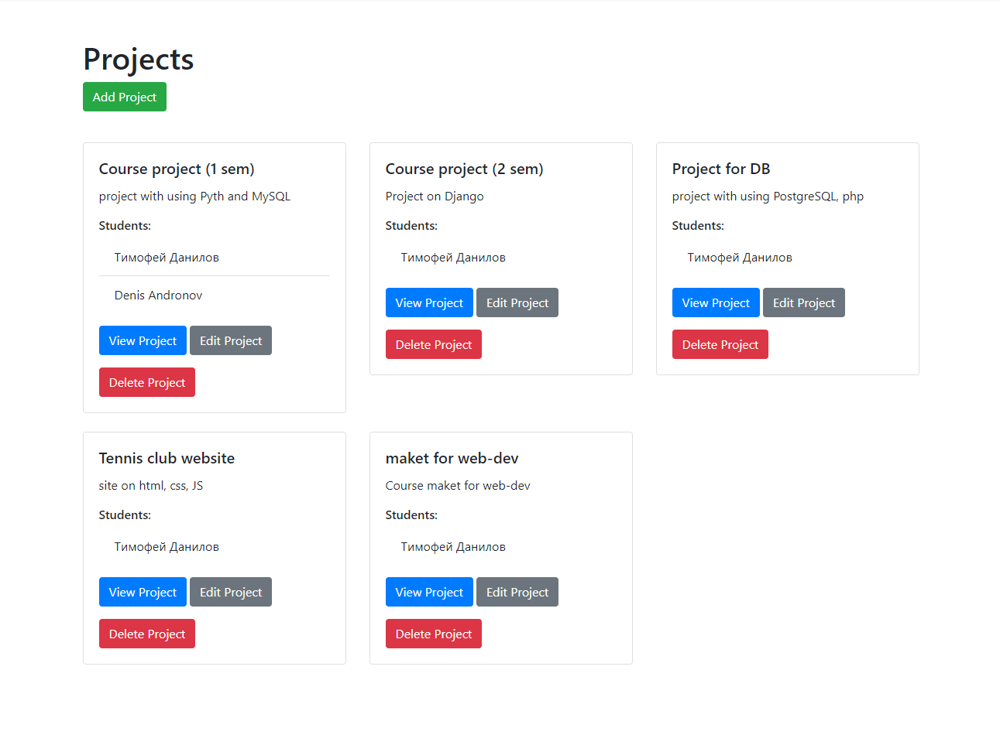 Projects
Add Project
Course project (1 sem)
project with using Pyth and MySQL
Students:
Тимофей Данилов
Denis Andronov
View Project
Edit Project
Delete Project
Course project (2 sem)
Project on Django
Students:
Тимофей Данилов
View Project
Edit Project
Delete Project
Project for DB
project with using PostgreSQL, php
Students:
Тимофей Данилов
View Project
Edit Project
Delete Project
Tennis club website
site on html, css, JS
Students:
Тимофей Данилов
View Project
Edit Project
Delete Project
maket for web-dev
Course maket for web-dev
Students:
Тимофей Данилов
View Project
Edit Project
Delete Project